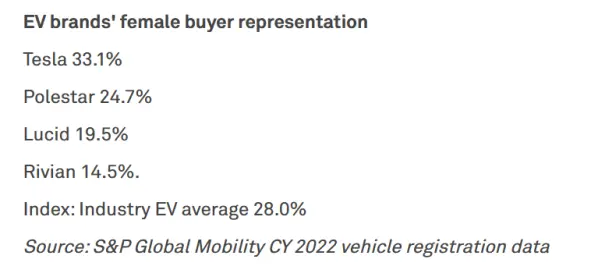 EV brands' female buyer representation
Tesla 33.1%
Polestar 24.7%
Lucid 19.5%
Rivian 14.5%.
Index: Industry EV average 28.0%
Source: S&P Global Mobility CY 2022 vehicle registration data